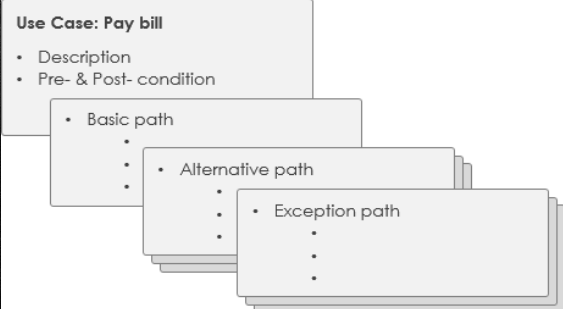 Use Case: Pay bill
• Description
• Pre- & Post- condition
• Basic path
•
•
•
• Alternative path
•
•
•
• Exception path
•
•
•